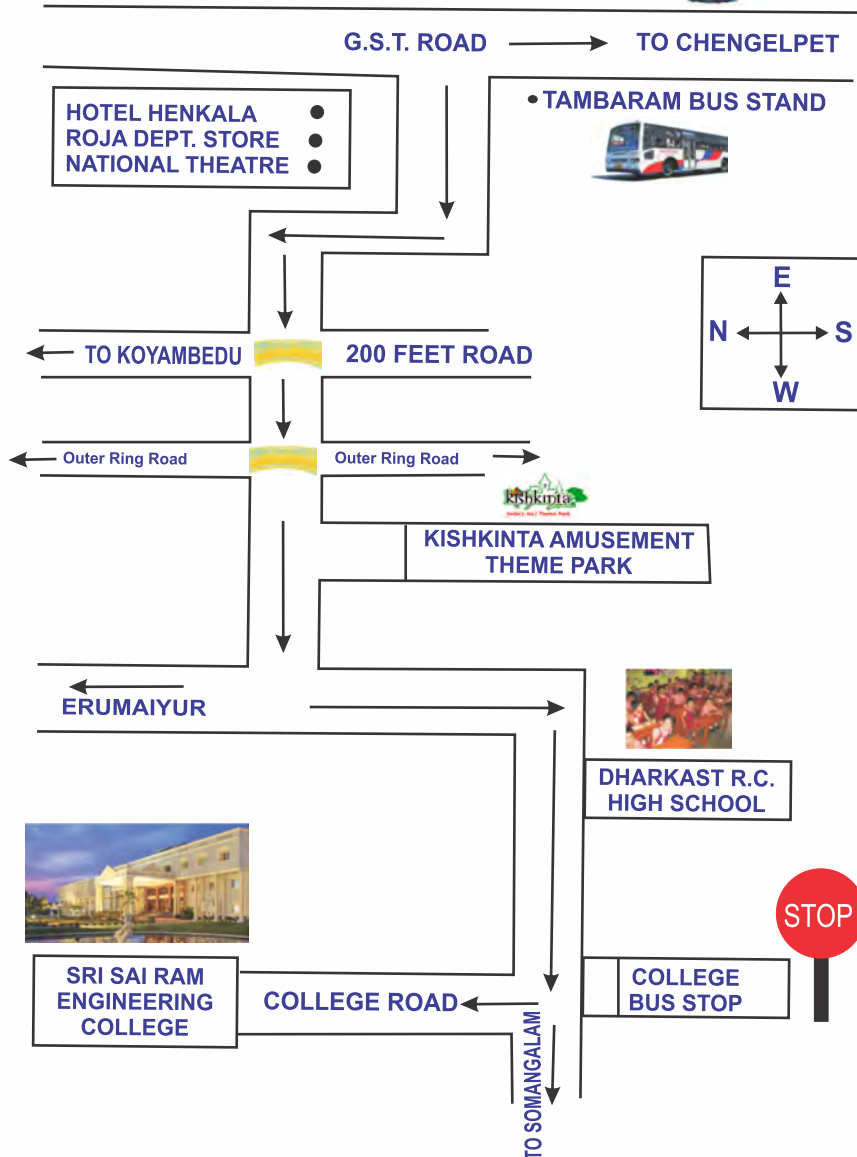 G.S.T. ROAD TO CHENGELPET
HOTEL HENKALA
ROJA DEPT. STORE
NATIONAL THEATRE
• TAMBARAM BUS STAND
E
N S
W
TO KOYAMBEDU 200 FEET ROAD
Outer Ring Road Outer Ring Road
kishkinta
KISHKINTA AMUSEMENT
THEME PARK
ERUMAIYUR
DHARKAST R.C.
HIGH SCHOOL
STOP
SRI SAI RAM
ENGINEERING
COLLEGE
COLLEGE ROAD
COLLEGE
BUS STOP
TO SOMANGALAM